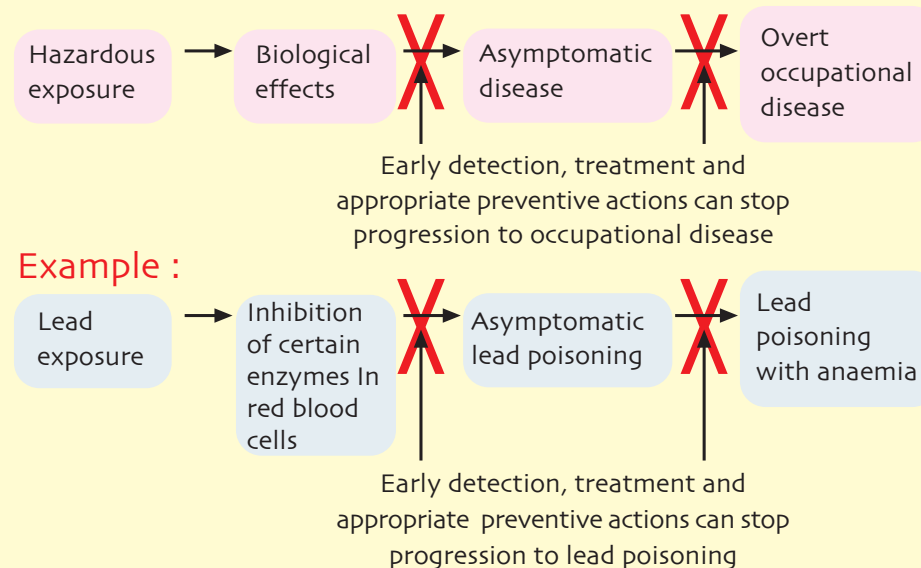 Hazardous
exposure
Biological
effects
Asymptomatic
disease
Overt
occupational
disease
Early detection, treatment and
appropriate preventive actions can stop
progression to occupational disease
Example :
Lead
exposure
Inhibition
of certain
enzymes In
red blood
cells
Asymptomatic
lead poisoning
Lead
poisoning
with anaemia
Early detection, treatment and
appropriate preventive actions can stop
progression to lead poisoning